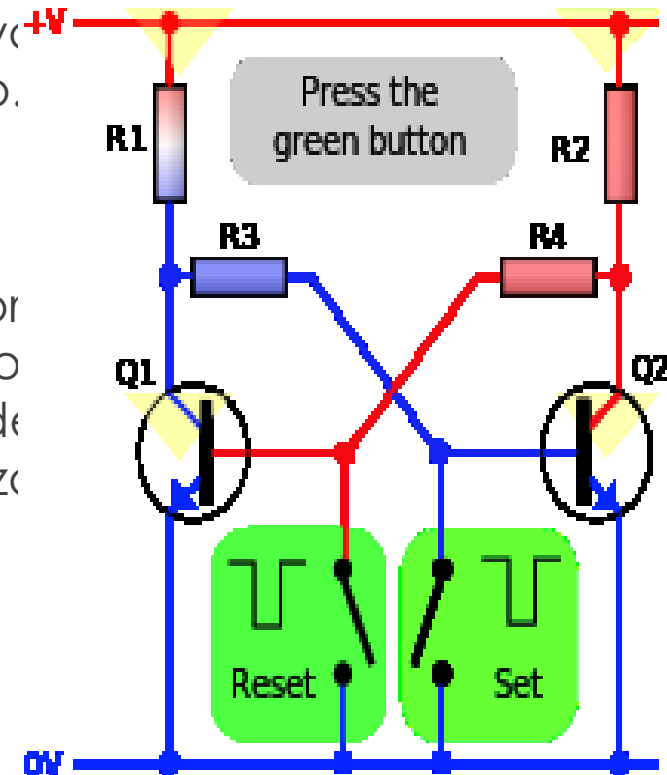 +V
Press the
green button
R1
R2
R3
R4
Q1
Q2
Reset
Set
0V